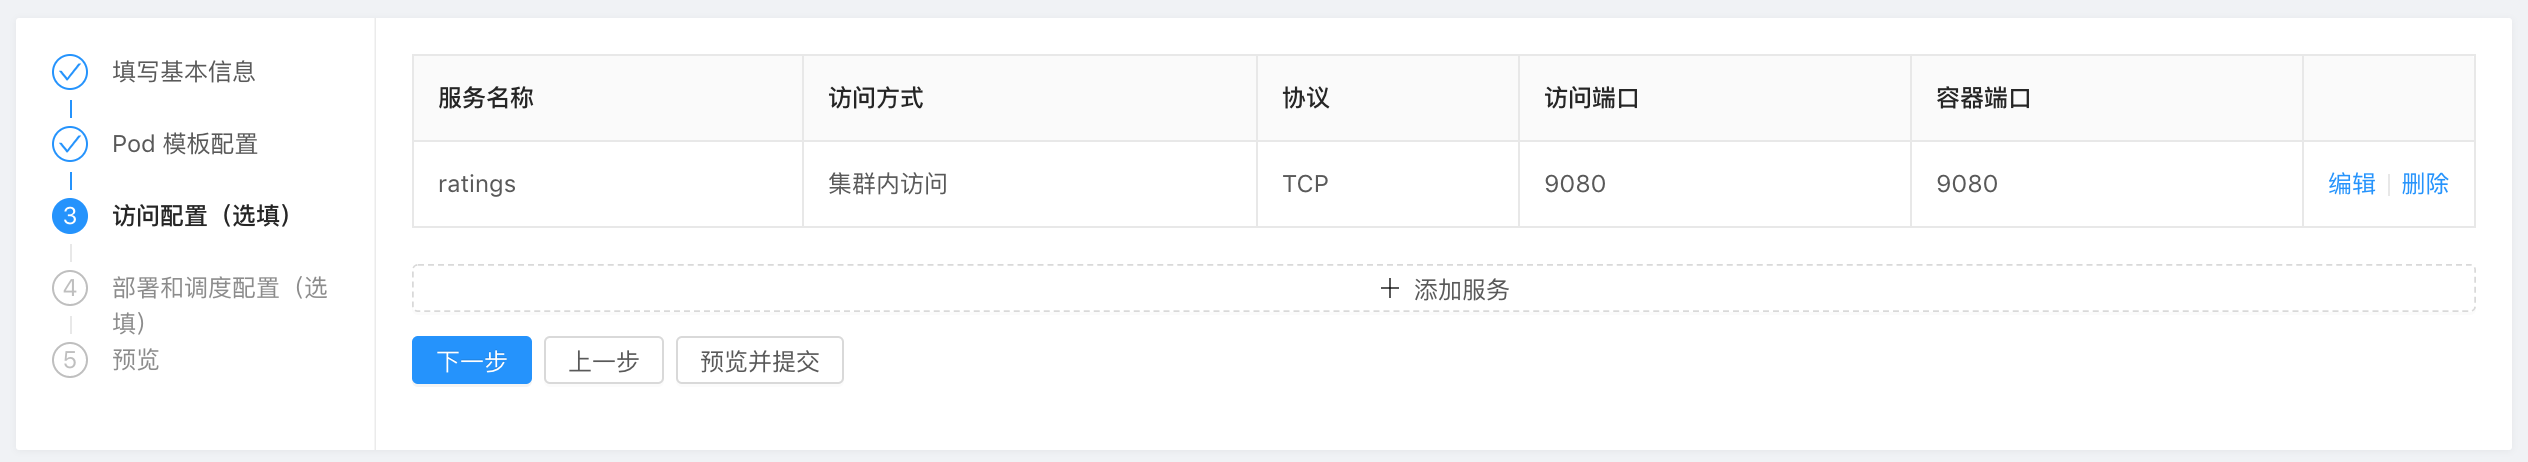 填写基本信息
Pod 模板配置
3 访问配置（选填）
4 部署和调度配置（选
填）
5 预览
服务名称 访问方式 协议 访问端口 容器端口
ratings 集群内访问 TCP 9080 9080 编辑 删除
+ 添加服务
下一步 上一步 预览并提交